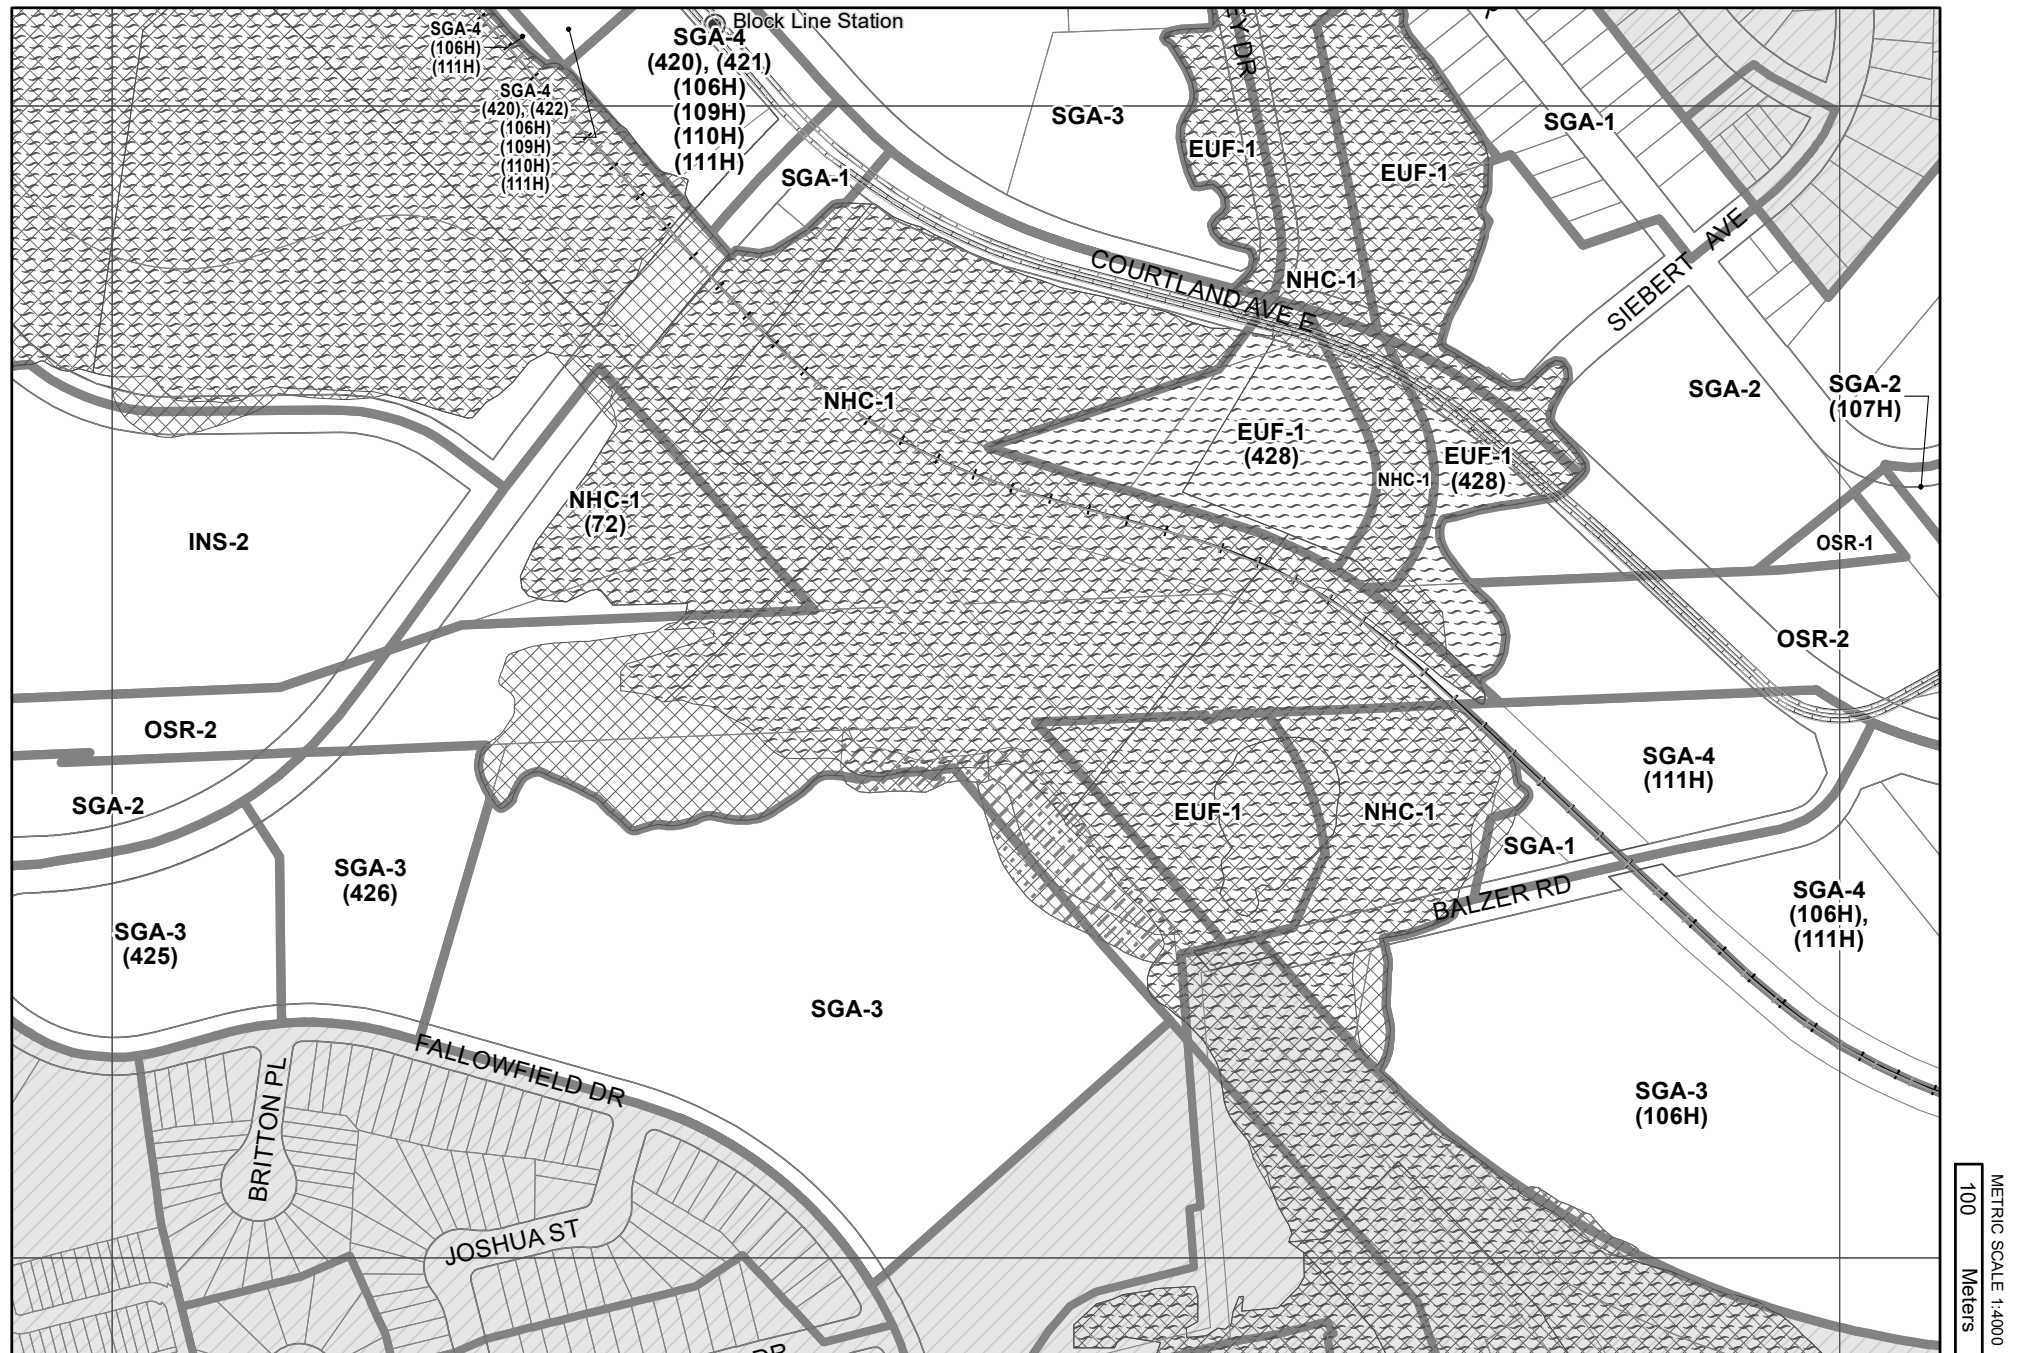 Block Line Station
SGA-4
(106H)
(111H)
SGA-4
(420), (421)
(106H)
(109H)
(110H)
(111H)
SGA-4
(420), (422)
(106H)
(109H)
(110H)
(111H)
SGA-1
SGA-3
EY DR
EUF-1
EUF-1
SGA-1
SIEBERT AVE
COURTLAND AVE E
NHC-1
NHC-1
SGA-2
SGA-2
(107H)
EUF-1
(428)
NHC-1
EUF-1
(428)
NHC-1
(72)
INS-2
OSR-1
OSR-2
OSR-2
SGA-2
SGA-4
(111H)
EUF-1
NHC-1
SGA-1
BALZER RD
SGA-3
(426)
SGA-3
(425)
SGA-4
(106H),
(111H)
SGA-3
SGA-3
(106H)
FALLOWFIELD DR
BRITTON PL
JOSHUA ST
DR
METRIC SCALE 1:4000
100 Meters